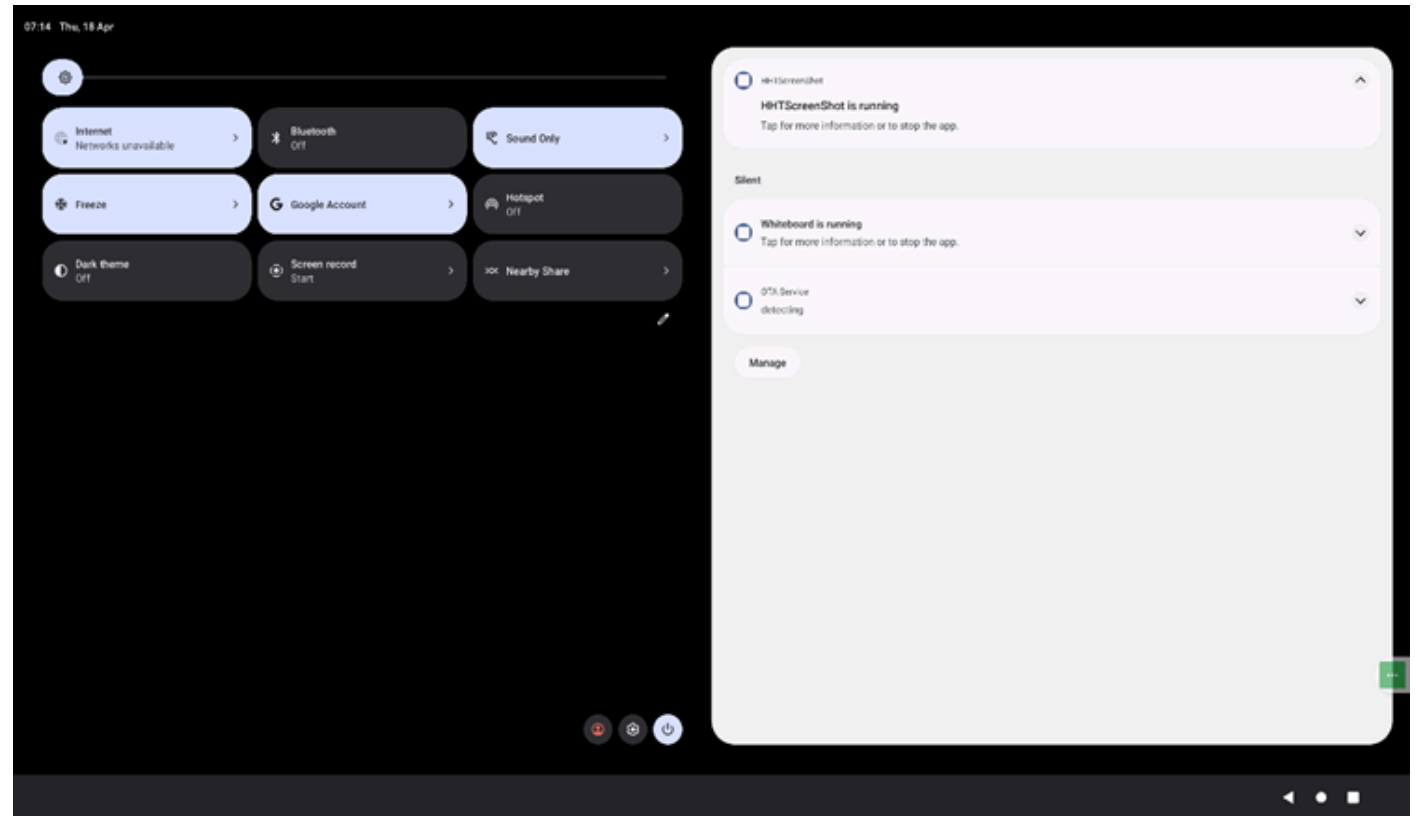 07:14 Thu, 18 Apr
Internet
Networks unavailable
Bluetooth
Off
Sound Only
Freeze
Google Account
Hotspot
Off
Dark theme
Off
Screen record
Start
Nearby Share
HHTScreenShot
HHTScreenShot is running
Tap for more information or to stop the app.
Silent
Whiteboard is running
Tap for more information or to stop the app.
OTA Service
detecting
Manage